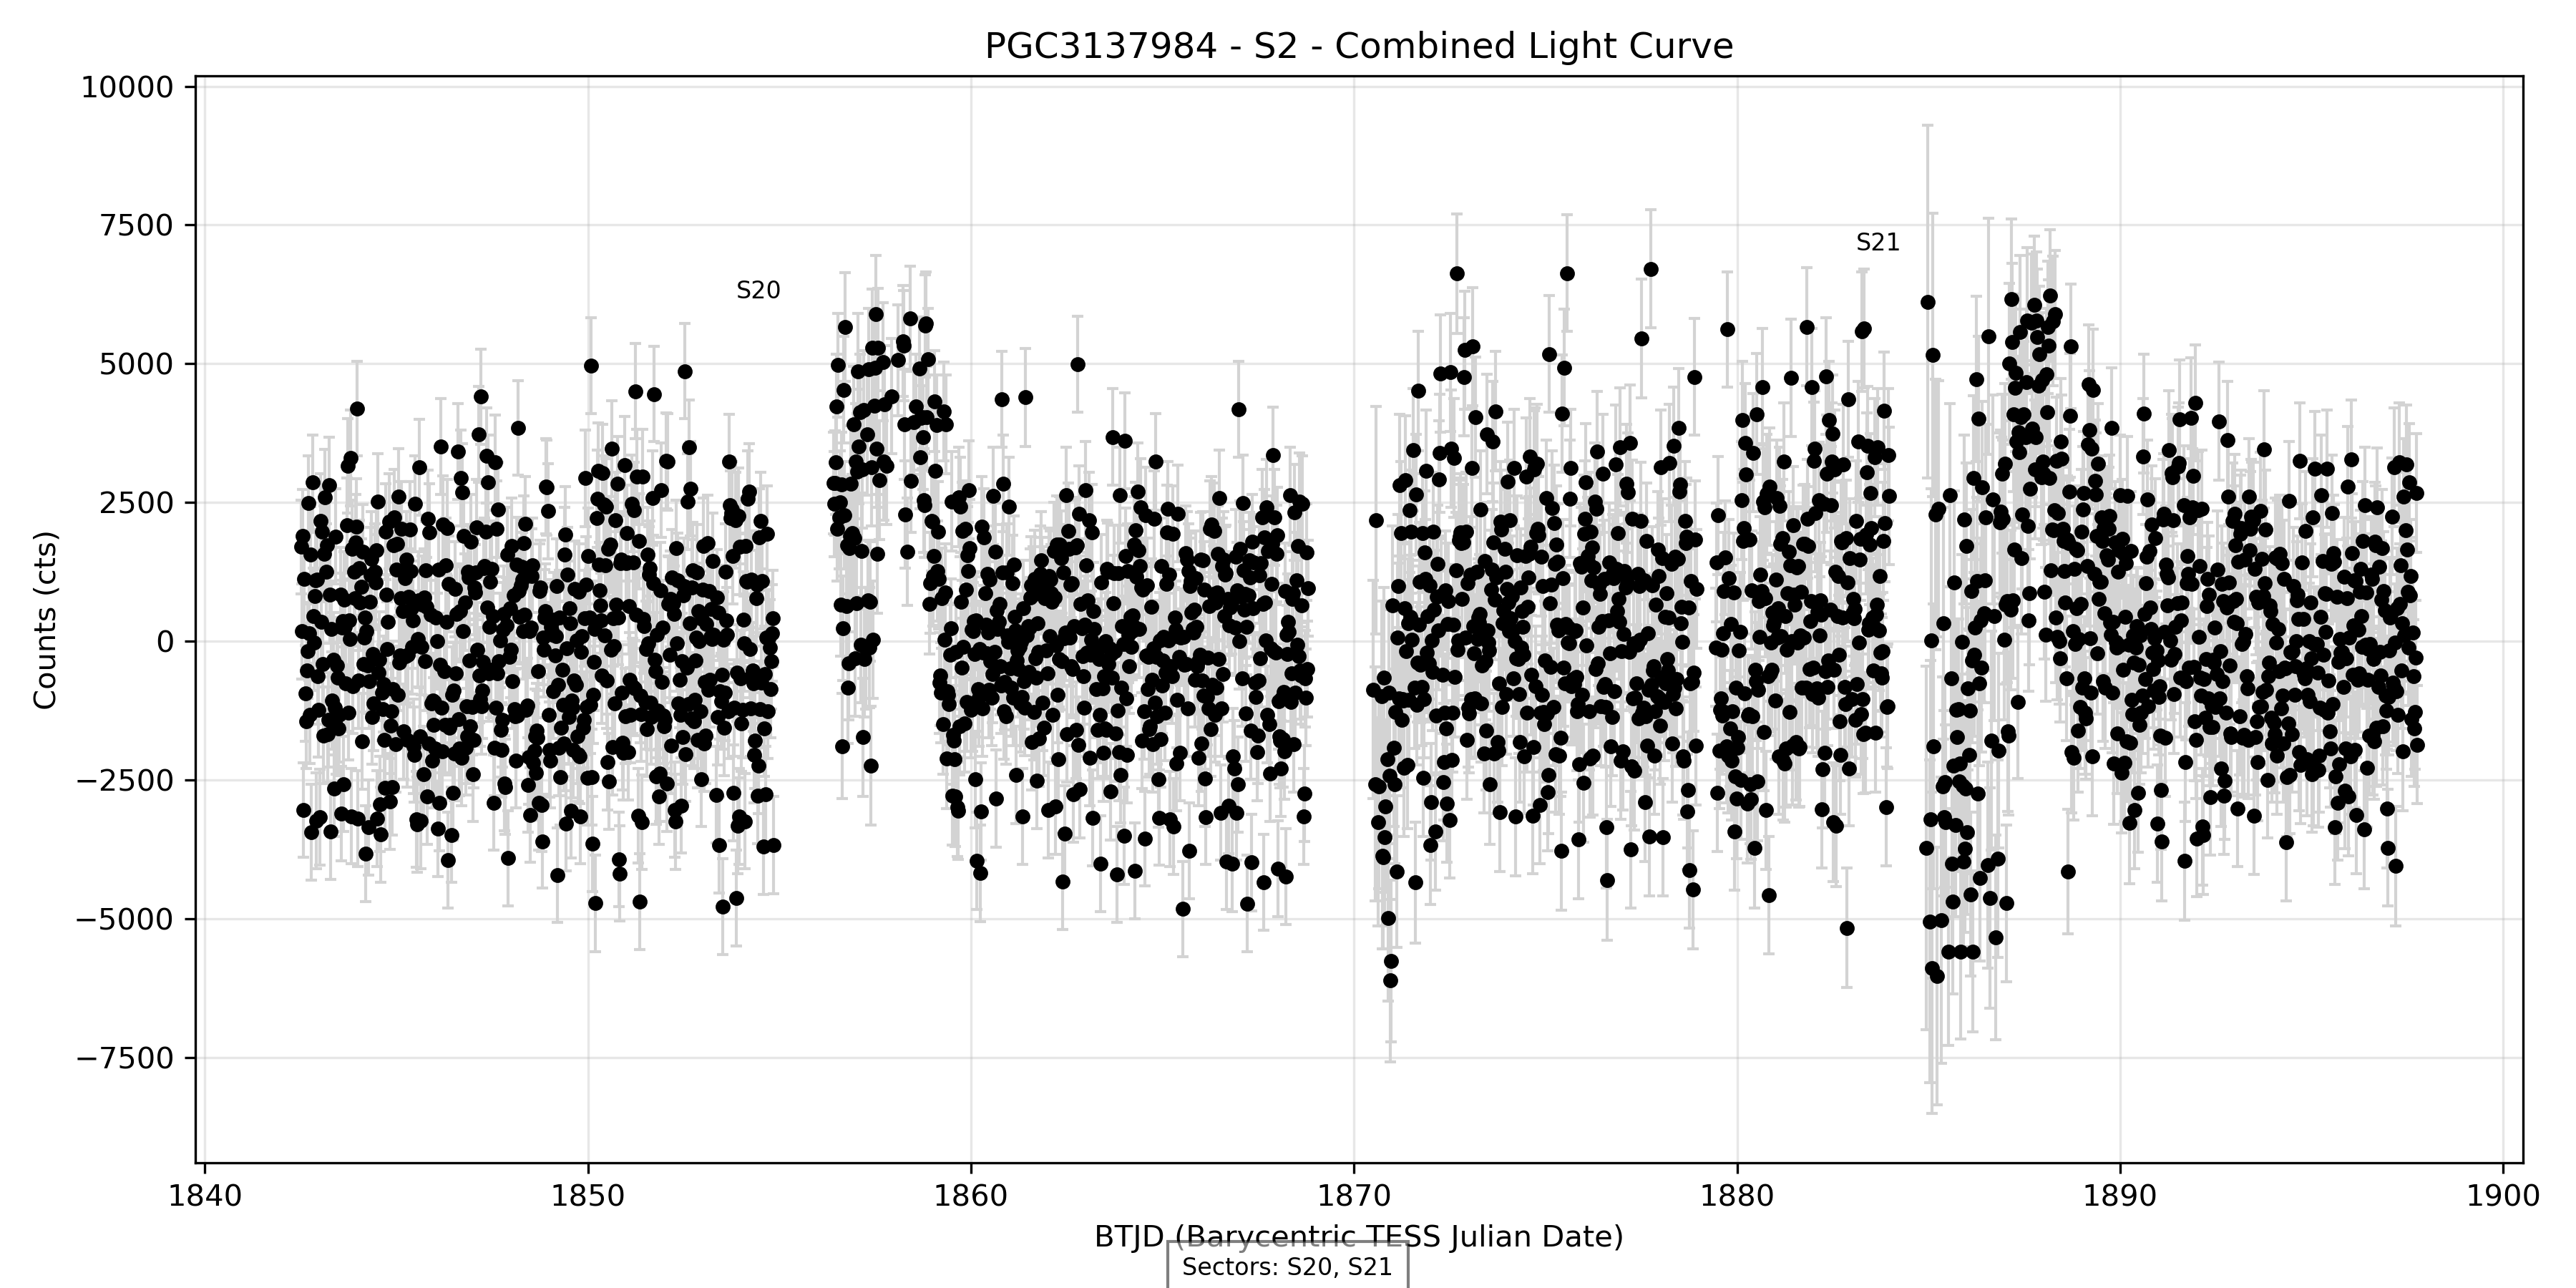 PGC3137984 - S2 - Combined Light Curve
Counts (cts)
10000
7500
5000
2500
0
−2500
−5000
−7500
S20
S21
1840 1850 1860 1870 1880 1890 1900
BTJD (Barycentric TESS Julian Date)
Sectors: S20, S21